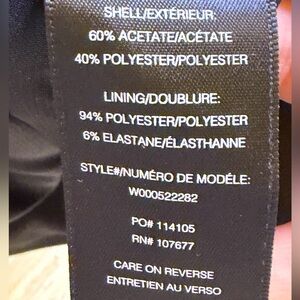 SHELL/EXTÉRIEUR
60% ACETATE/ACÉTATE
40% POLYESTER/POLYESTER
LINING/DOUBLURE:
94% POLYESTER/POLYESTER
6% ELASTANE/ÉLASTHANNE
STYLE#/NUMÉRO DE MODÉLE:
W000522282
PO# 114105
RN# 107677
CARE ON REVERSE
ENTRETIEN AU VERSO